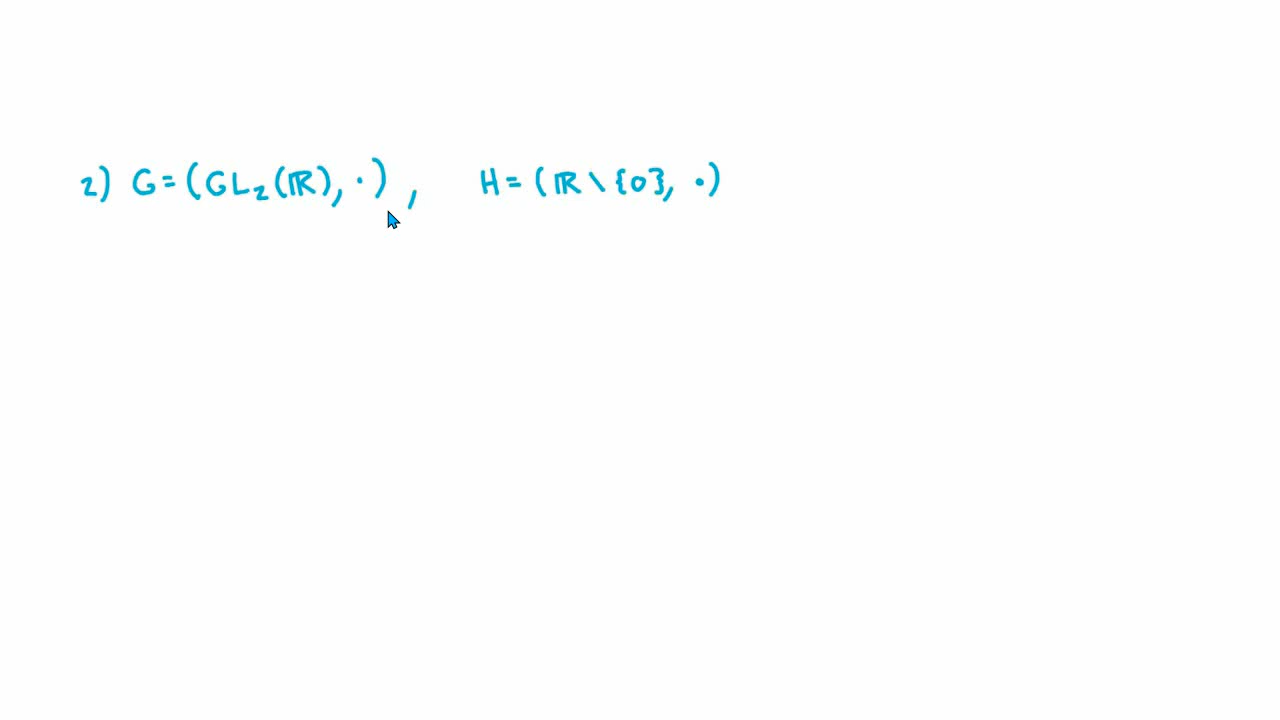 2) G=(GL₂(ℝ), ·), H=(ℝ\{0}, ·)